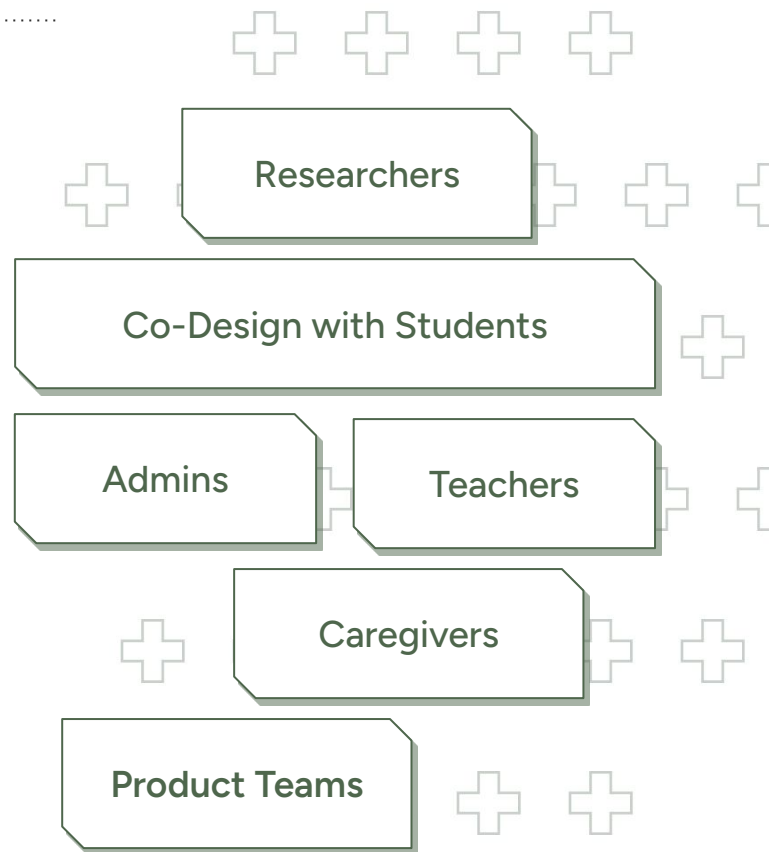 .......
Researchers
Co-Design with Students
Admins
Teachers
Caregivers
Product Teams